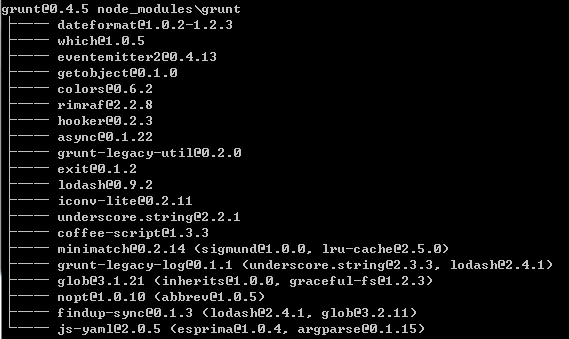 grunt@0.4.5 node_modules\grunt
├── dateformat@1.0.2-1.2.3
├── which@1.0.5
├── eventemitter2@0.4.13
├── getobject@0.1.0
├── colors@0.6.2
├── rimraf@2.2.8
├── hooker@0.2.3
├── async@0.1.22
├── grunt-legacy-util@0.2.0
├── exit@0.1.2
├── lodash@0.9.2
├── iconv-lite@0.2.11
├── underscore.string@2.2.1
├── coffee-script@1.3.3
├── minimatch@0.2.14 (sigmund@1.0.0, lru-cache@2.5.0)
├── grunt-legacy-log@0.1.1 (underscore.string@2.3.3, lodash@2.4.1)
├── glob@3.1.21 (inherits@1.0.0, graceful-fs@1.2.3)
├── nopt@1.0.10 (abbrev@1.0.5)
├── findup-sync@0.1.3 (lodash@2.4.1, glob@3.2.11)
└── js-yaml@2.0.5 (esprima@1.0.4, argparse@0.1.15)